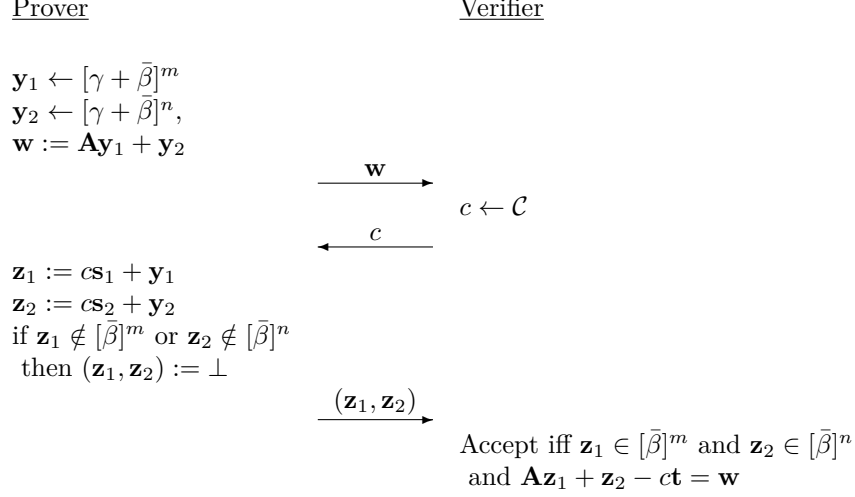 Prover Verifier
𝐲₁ ← [γ + β̄]ᵐ
𝐲₂ ← [γ + β̄]ⁿ,
𝐰 := 𝐀𝐲₁ + 𝐲₂
𝐰
c ← 𝒞
c
𝐳₁ := c𝐬₁ + 𝐲₁
𝐳₂ := c𝐬₂ + 𝐲₂
if 𝐳₁ ∉ [β̄]ᵐ or 𝐳₂ ∉ [β̄]ⁿ
then (𝐳₁, 𝐳₂) := ⊥
(𝐳₁, 𝐳₂)
Accept iff 𝐳₁ ∈ [β̄]ᵐ and 𝐳₂ ∈ [β̄]ⁿ
and 𝐀𝐳₁ + 𝐳₂ − c𝐭 = 𝐰